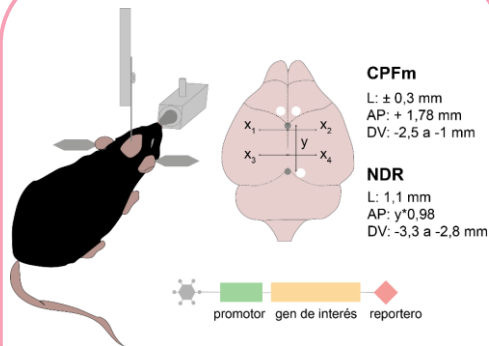 CPFm
L: ± 0,3 mm
AP: + 1,78 mm
DV: -2,5 a -1 mm
x1 x2
y
x3 x4
NDR
L: 1,1 mm
AP: y*0,98
DV: -3,3 a -2,8 mm
promotor gen de interés reportero